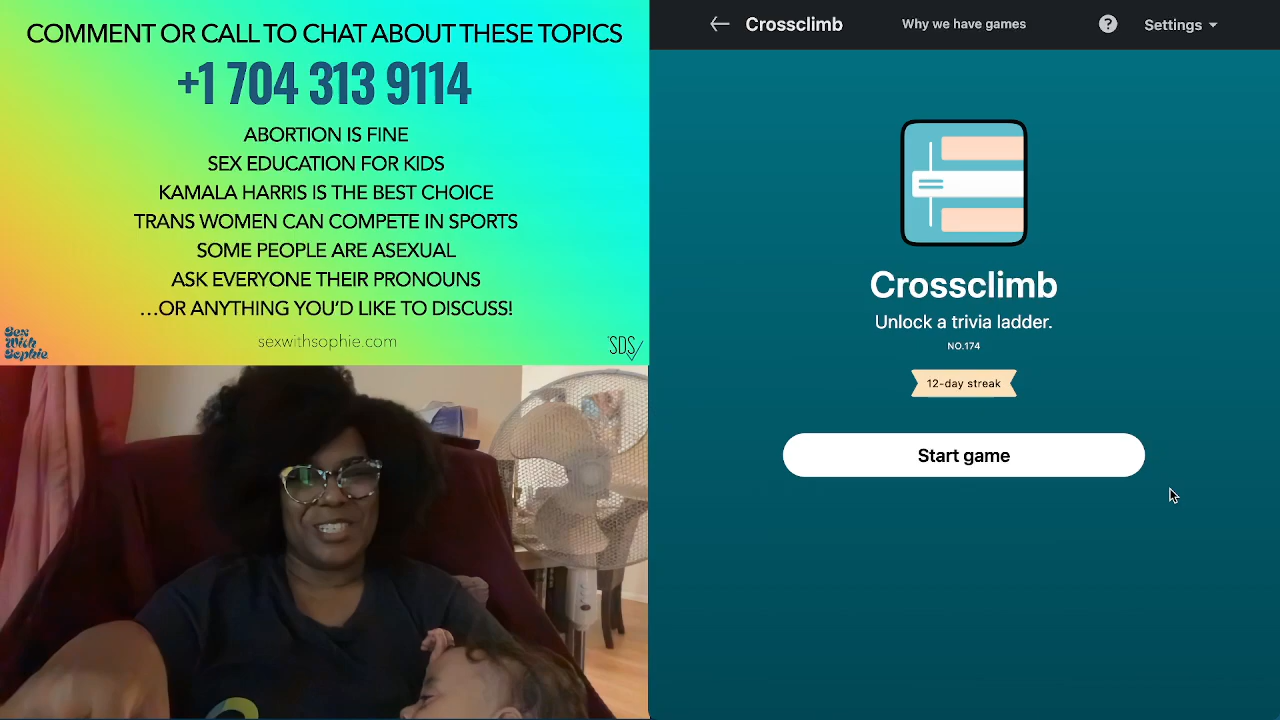 COMMENT OR CALL TO CHAT ABOUT THESE TOPICS
+1 704 313 9114
ABORTION IS FINE
SEX EDUCATION FOR KIDS
KAMALA HARRIS IS THE BEST CHOICE
TRANS WOMEN CAN COMPETE IN SPORTS
SOME PEOPLE ARE ASEXUAL
ASK EVERYONE THEIR PRONOUNS
...OR ANYTHING YOU'D LIKE TO DISCUSS!
sexwithsophie.com
Sex
With
Sophie
SDS
Crossclimb
Why we have games
?
Settings
Crossclimb
Unlock a trivia ladder.
NO.174
12-day streak
Start game